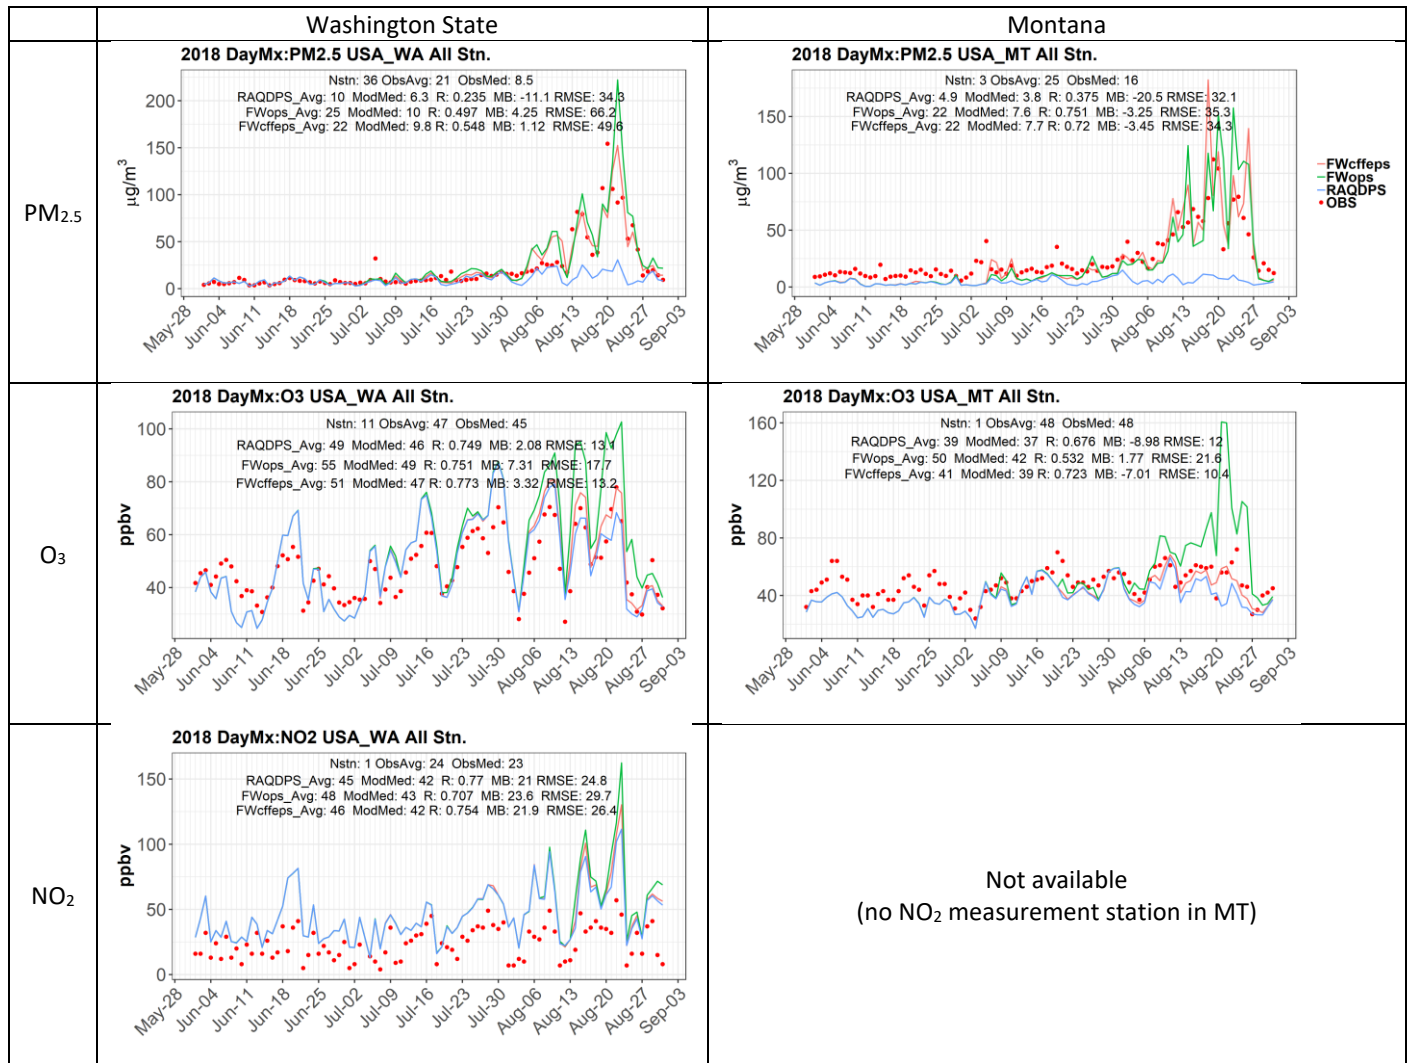 Washington State
Montana
PM2.5
2018 DayMx:PM2.5 USA_WA All Stn.
Nstn: 36 ObsAvg: 21 ObsMed: 8.5
RAQDPS_Avg: 10 ModMed: 6.3 R: 0.235 MB: -11.1 RMSE: 34.3
FWops_Avg: 25 ModMed: 10 R: 0.497 MB: 4.25 RMSE: 66.2
FWcffeps_Avg: 22 ModMed: 9.8 R: 0.548 MB: 1.12 RMSE: 49.6
µg/m3
200
150
100
50
0
May-28 Jun-04 Jun-11 Jun-18 Jun-25 Jul-02 Jul-09 Jul-16 Jul-23 Jul-30 Aug-06 Aug-13 Aug-20 Aug-27 Sep-03
2018 DayMx:PM2.5 USA_MT All Stn.
Nstn: 3 ObsAvg: 25 ObsMed: 16
RAQDPS_Avg: 4.9 ModMed: 3.8 R: 0.375 MB: -20.5 RMSE: 32.1
FWops_Avg: 22 ModMed: 7.6 R: 0.751 MB: -3.25 RMSE: 35.3
FWcffeps_Avg: 22 ModMed: 7.7 R: 0.72 MB: -3.45 RMSE: 34.3
µg/m3
150
100
50
0
May-28 Jun-04 Jun-11 Jun-18 Jun-25 Jul-02 Jul-09 Jul-16 Jul-23 Jul-30 Aug-06 Aug-13 Aug-20 Aug-27 Sep-03
FWcffeps
FWops
RAQDPS
OBS
O3
2018 DayMx:O3 USA_WA All Stn.
Nstn: 11 ObsAvg: 47 ObsMed: 45
RAQDPS_Avg: 49 ModMed: 46 R: 0.749 MB: 2.08 RMSE: 13.1
FWops_Avg: 55 ModMed: 49 R: 0.751 MB: 7.31 RMSE: 17.7
FWcffeps_Avg: 51 ModMed: 47 R: 0.773 MB: 3.32 RMSE: 13.2
ppbv
100
80
60
40
May-28 Jun-04 Jun-11 Jun-18 Jun-25 Jul-02 Jul-09 Jul-16 Jul-23 Jul-30 Aug-06 Aug-13 Aug-20 Aug-27 Sep-03
2018 DayMx:O3 USA_MT All Stn.
Nstn: 1 ObsAvg: 48 ObsMed: 48
RAQDPS_Avg: 39 ModMed: 37 R: 0.676 MB: -8.98 RMSE: 12
FWops_Avg: 50 ModMed: 42 R: 0.532 MB: 1.77 RMSE: 21.6
FWcffeps_Avg: 41 ModMed: 39 R: 0.723 MB: -7.01 RMSE: 10.4
ppbv
160
120
80
40
May-28 Jun-04 Jun-11 Jun-18 Jun-25 Jul-02 Jul-09 Jul-16 Jul-23 Jul-30 Aug-06 Aug-13 Aug-20 Aug-27 Sep-03
NO2
2018 DayMx:NO2 USA_WA All Stn.
Nstn: 1 ObsAvg: 24 ObsMed: 23
RAQDPS_Avg: 45 ModMed: 42 R: 0.77 MB: 21 RMSE: 24.8
FWops_Avg: 48 ModMed: 43 R: 0.707 MB: 23.6 RMSE: 29.7
FWcffeps_Avg: 46 ModMed: 42 R: 0.754 MB: 21.9 RMSE: 26.4
ppbv
150
100
50
0
May-28 Jun-04 Jun-11 Jun-18 Jun-25 Jul-02 Jul-09 Jul-16 Jul-23 Jul-30 Aug-06 Aug-13 Aug-20 Aug-27 Sep-03
Not available
(no NO2 measurement station in MT)